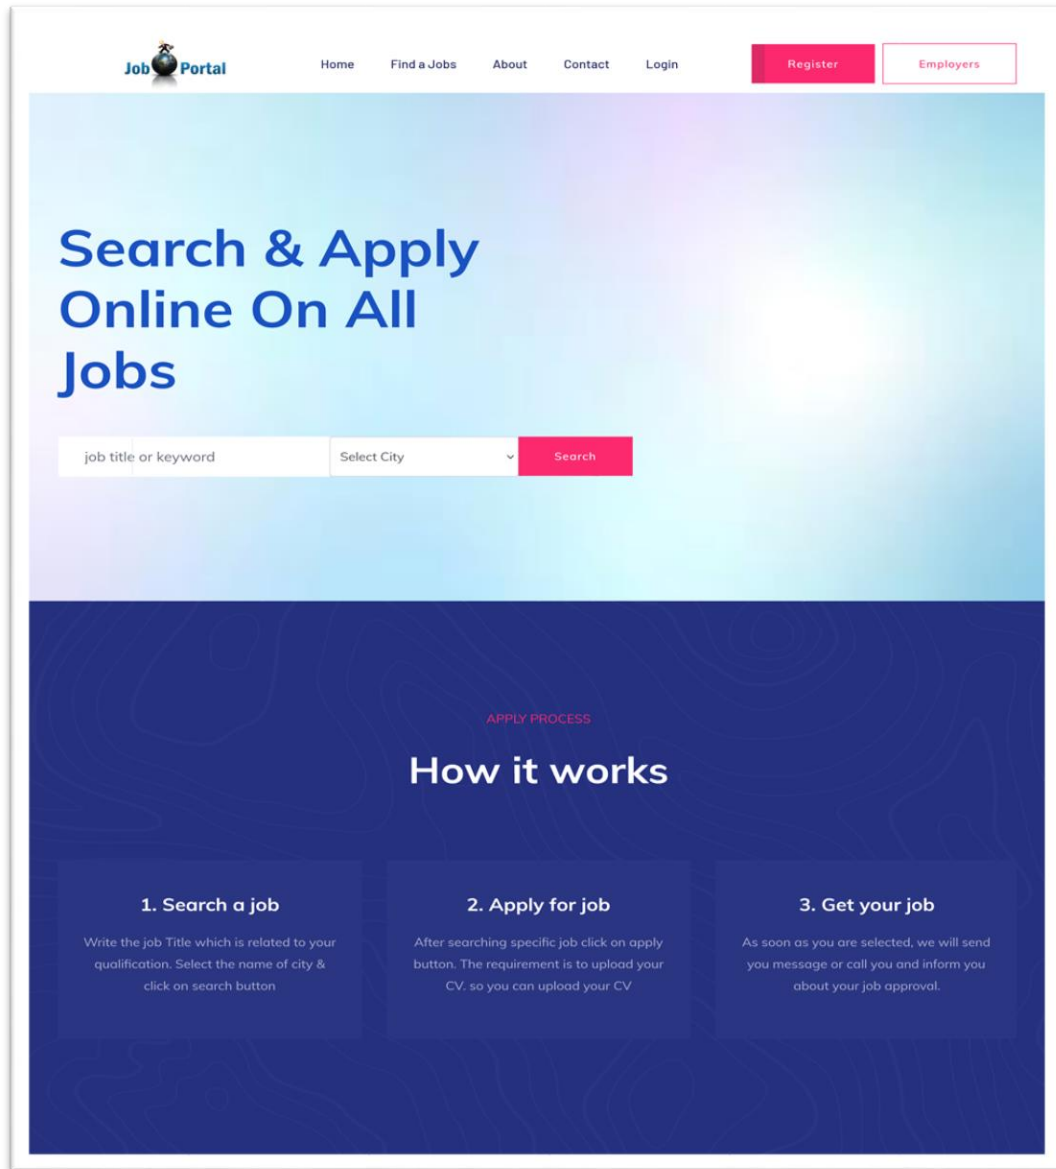 Job Portal
Home Find a Jobs About Contact Login Register Employers
Search & Apply
Online On All
Jobs
job title or keyword Select City Search
APPLY PROCESS
How it works
1. Search a job
Write the job Title which is related to your
qualification. Select the name of city &
click on search button
2. Apply for job
After searching specific job click on apply
button. The requirement is to upload your
CV. so you can upload your CV
3. Get your job
As soon as you are selected, we will send
you message or call you and inform you
about your job approval.